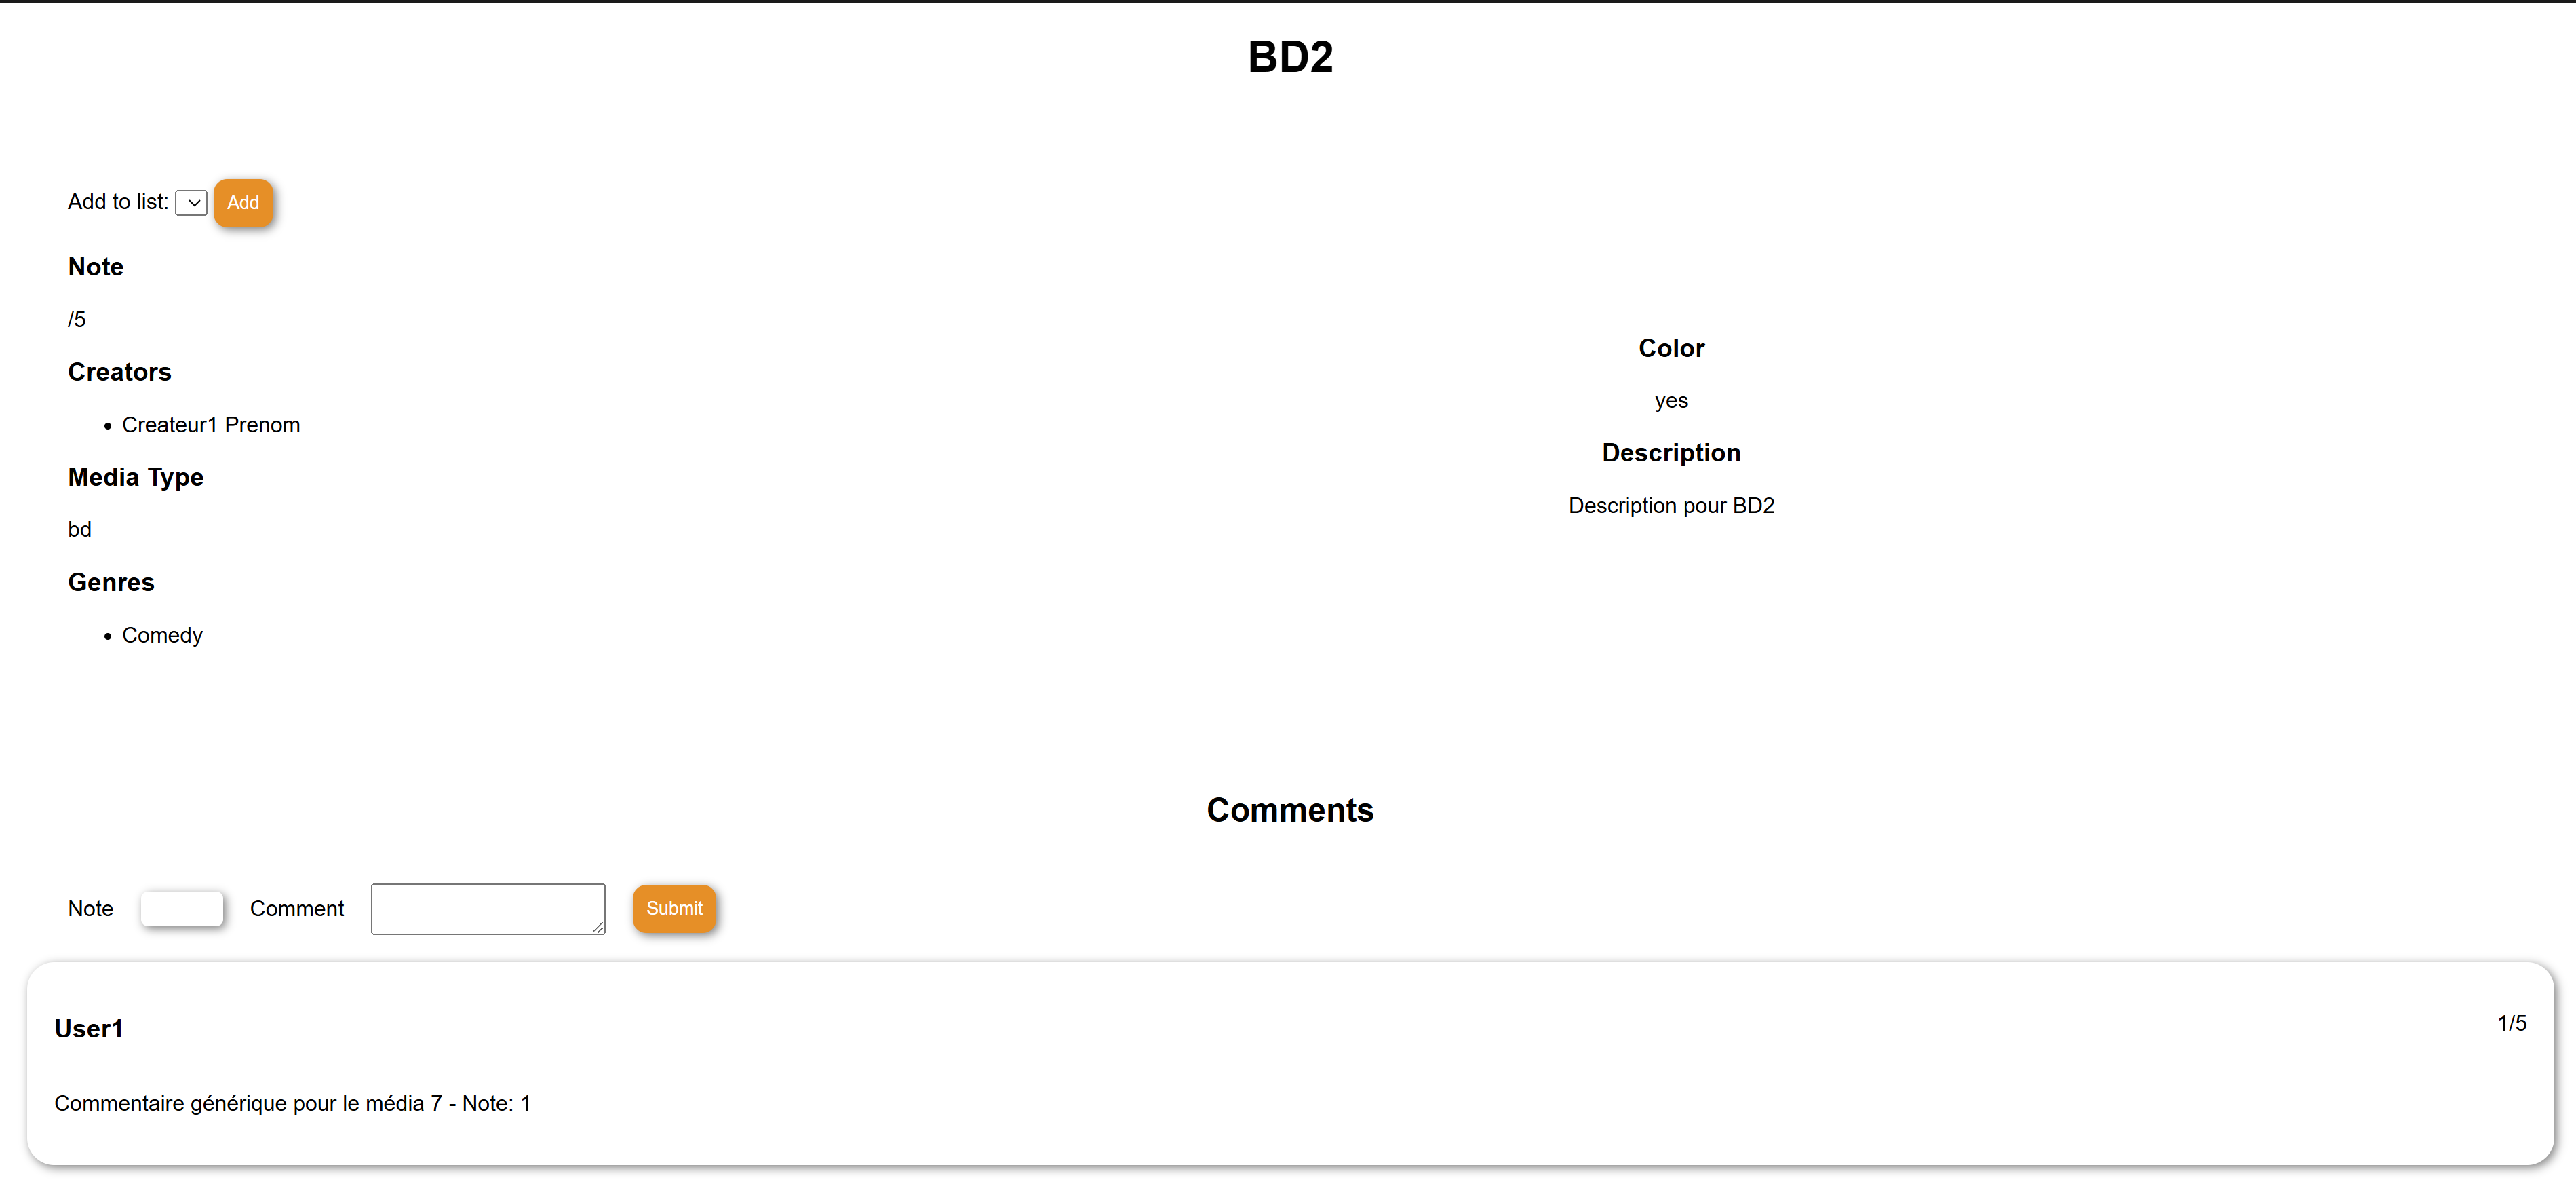 BD2
Add to list: Add
Note
/5
Creators
• Createur1 Prenom
Media Type
bd
Genres
• Comedy
Color
yes
Description
Description pour BD2
Comments
Note Comment Submit
User1 1/5
Commentaire générique pour le média 7 - Note: 1